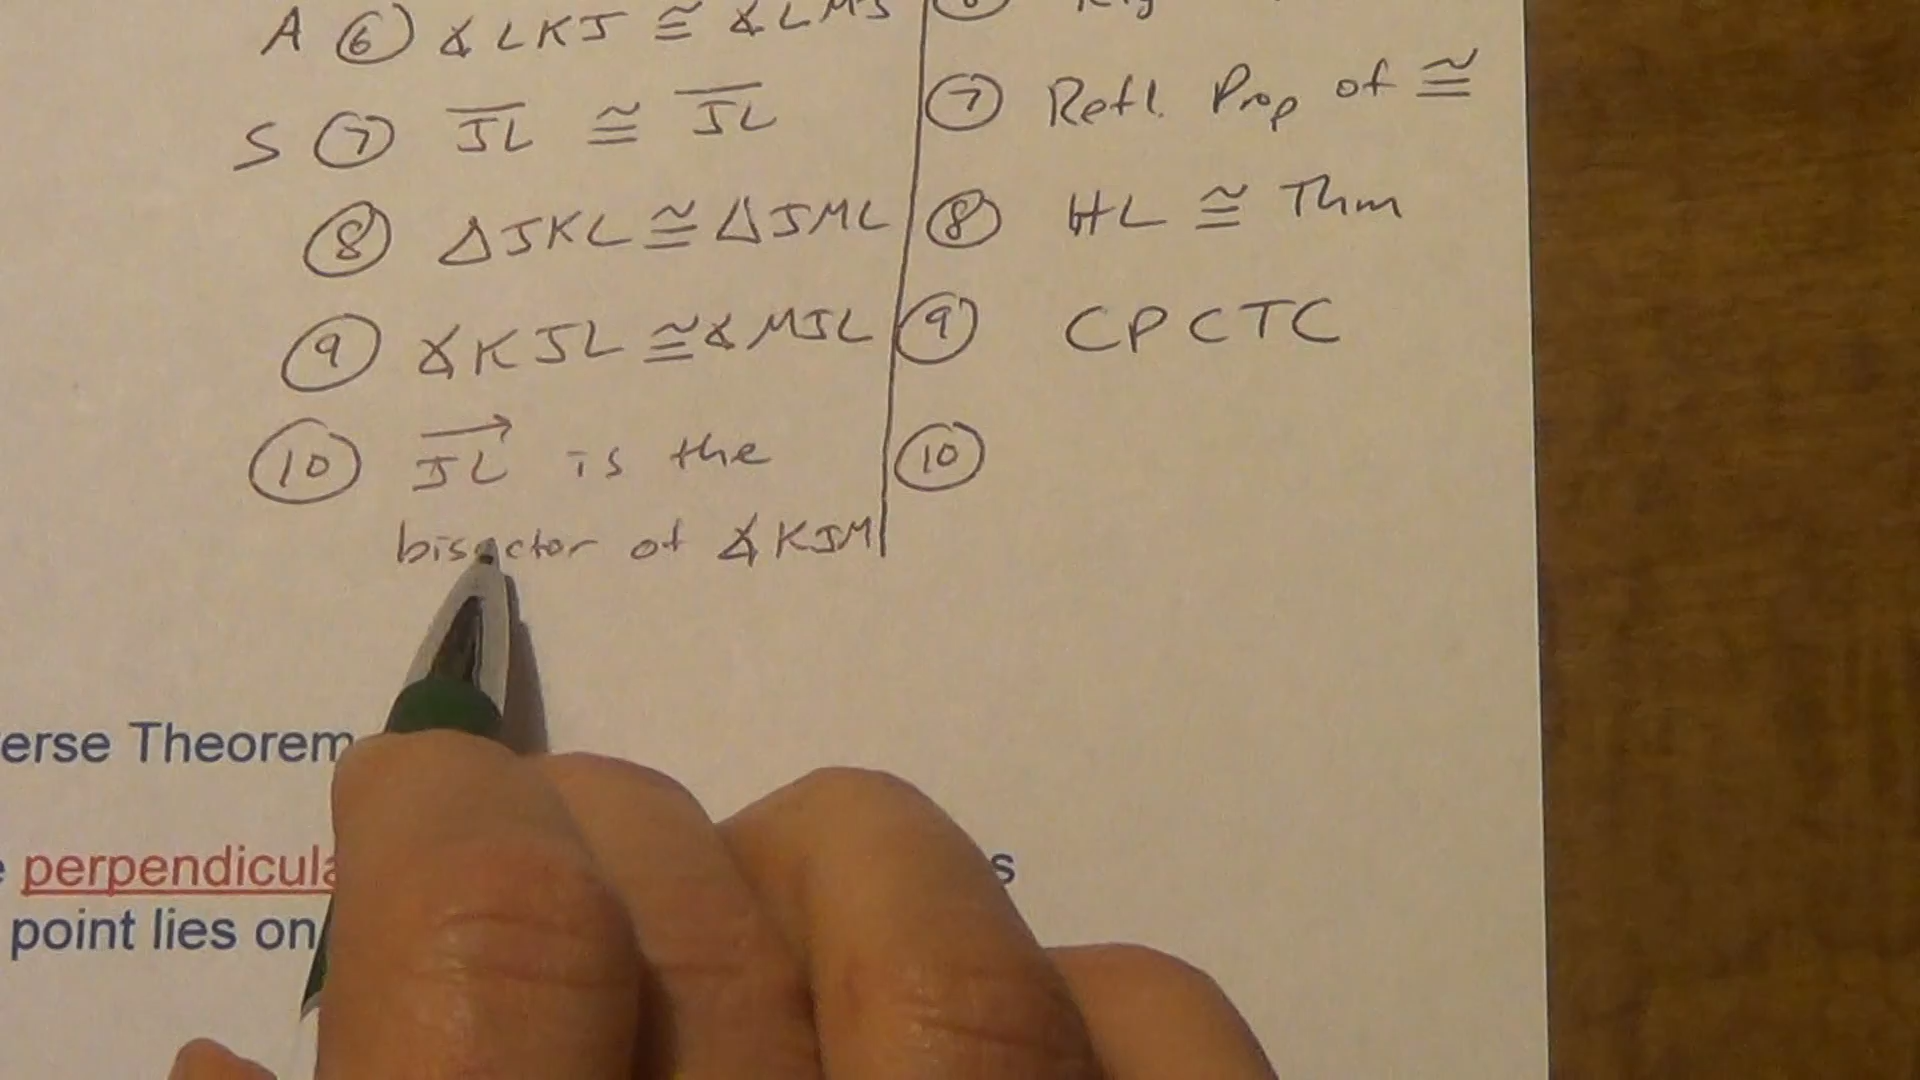 A ⑥ ∡LKJ ≅ ∡LMJ
S ⑦ JL ≅ JL ⑦ Refl. Prop of ≅
⑧ △JKL ≅ △JML ⑧ HL ≅ Thm
⑨ ∡KJL ≅ ∡MJL ⑨ CPCTC
⑩ JL is the ⑩
bisector of ∡KJM
erse Theorem
perpendicula s
point lies on